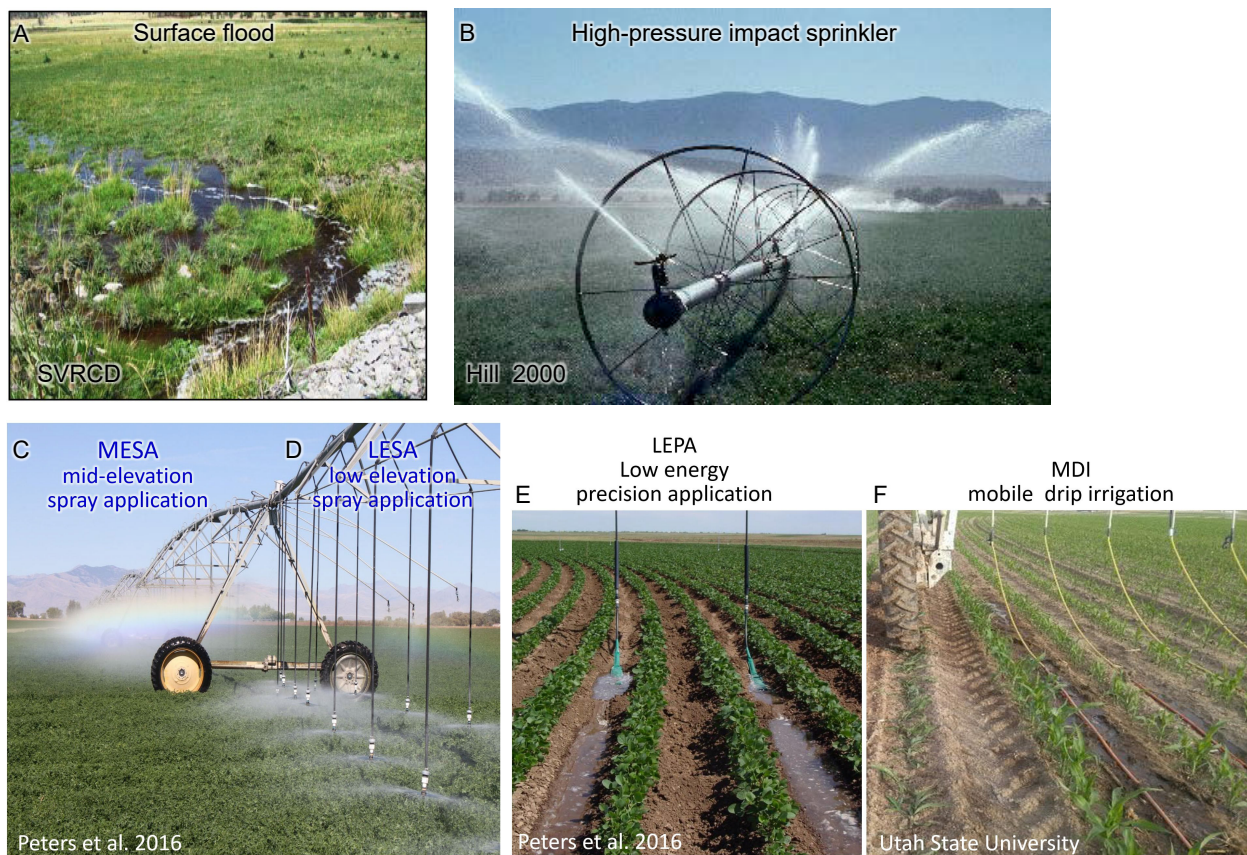 A
Surface flood
SVRCD
B
High-pressure impact sprinkler
Hill 2000
C
MESA
mid-elevation
spray application
D
LESA
low elevation
spray application
Peters et al. 2016
E
LEPA
Low energy
precision application
Peters et al. 2016
F
MDI
mobile drip irrigation
Utah State University